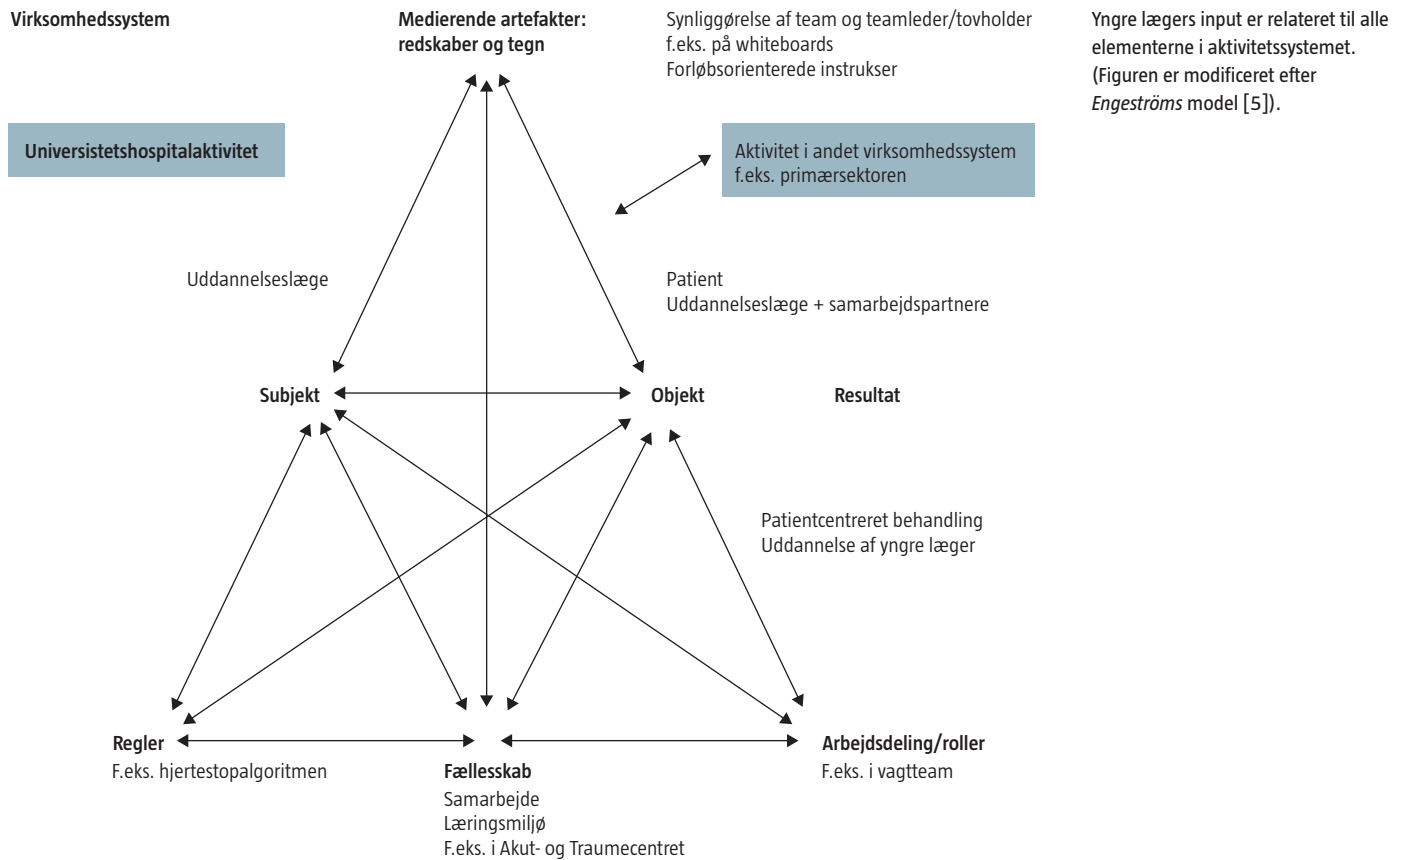 Virksomhedssystem
Medierende artefakter:
redskaber og tegn
Synliggørelse af team og teamleder/tovholder
f.eks. på whiteboards
Forløbsorienterede instrukser
Yngre lægers input er relateret til alle
elementerne i aktivitetssystemet.
(Figuren er modificeret efter
Engeströms model [5]).
Universistetshospitalaktivitet
Aktivitet i andet virksomhedssystem
f.eks. primærsektoren
Uddannelseslæge
Patient
Uddannelseslæge + samarbejdspartnere
Subjekt
Objekt
Resultat
Patientcentreret behandling
Uddannelse af yngre læger
Regler
F.eks. hjertestopalgoritmen
Fællesskab
Samarbejde
Læringsmiljø
F.eks. i Akut- og Traumecentret
Arbejdsdeling/roller
F.eks. i vagtteam